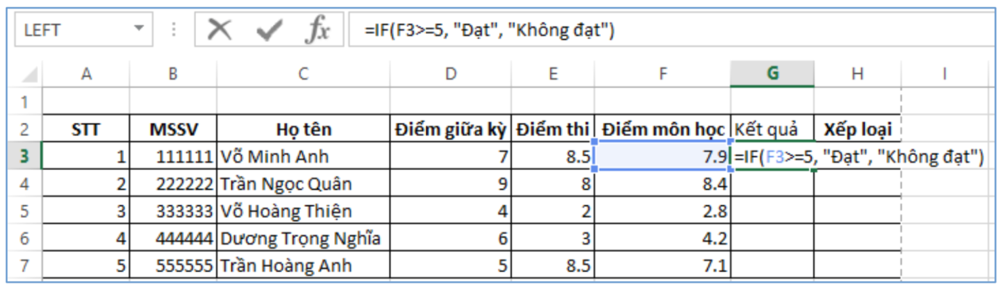 LEFT fx =IF(F3>=5, "Đạt", "Không đạt")
A B C D E F G H I
1
2 STT MSSV Họ tên Điểm giữa kỳ Điểm thi Điểm môn học Kết quả Xếp loại
3 1 111111 Võ Minh Anh 7 8.5 7.9 =IF(F3>=5, "Đạt", "Không đạt")
4 2 222222 Trần Ngọc Quân 9 8 8.4
5 3 333333 Võ Hoàng Thiện 4 2 2.8
6 4 444444 Dương Trọng Nghĩa 6 3 4.2
7 5 555555 Trần Hoàng Anh 5 8.5 7.1